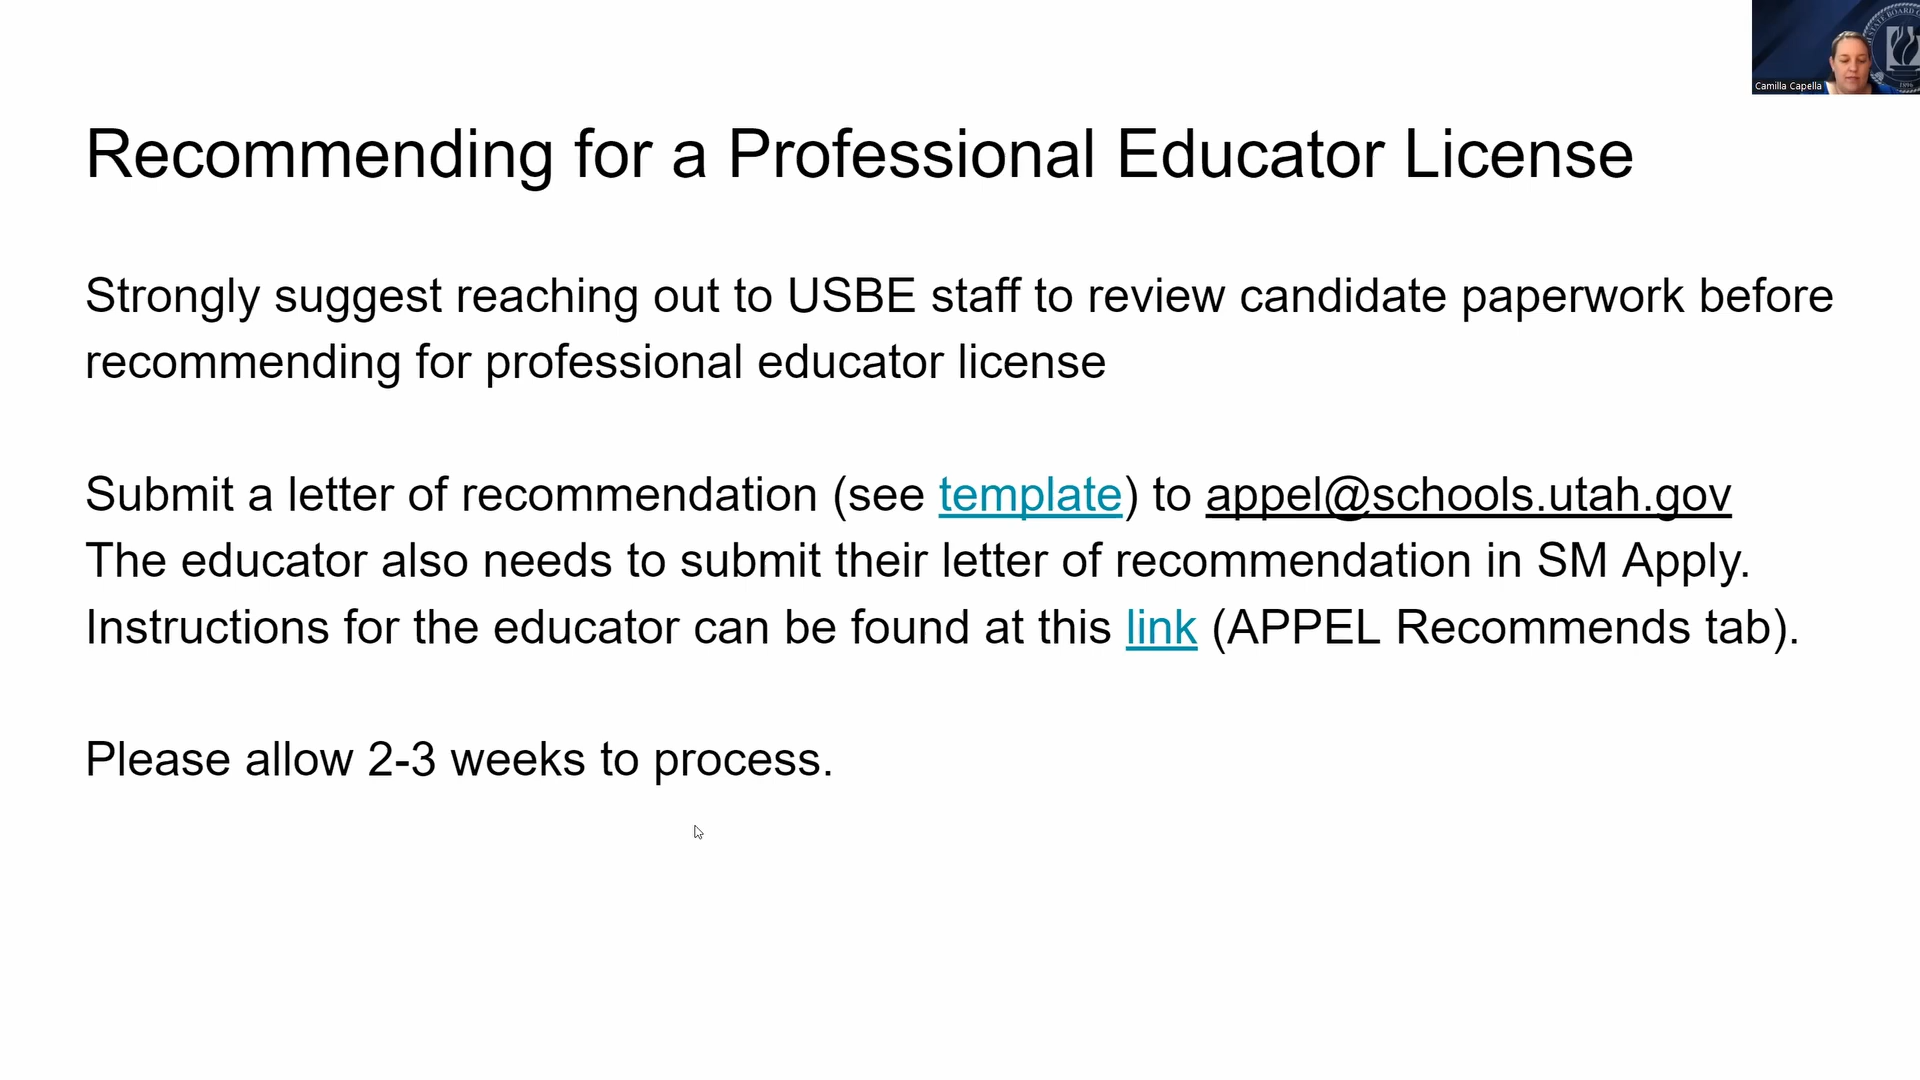 Camilla Capella
Recommending for a Professional Educator License
Strongly suggest reaching out to USBE staff to review candidate paperwork before
recommending for professional educator license
Submit a letter of recommendation (see template) to appel@schools.utah.gov
The educator also needs to submit their letter of recommendation in SM Apply.
Instructions for the educator can be found at this link (APPEL Recommends tab).
Please allow 2-3 weeks to process.